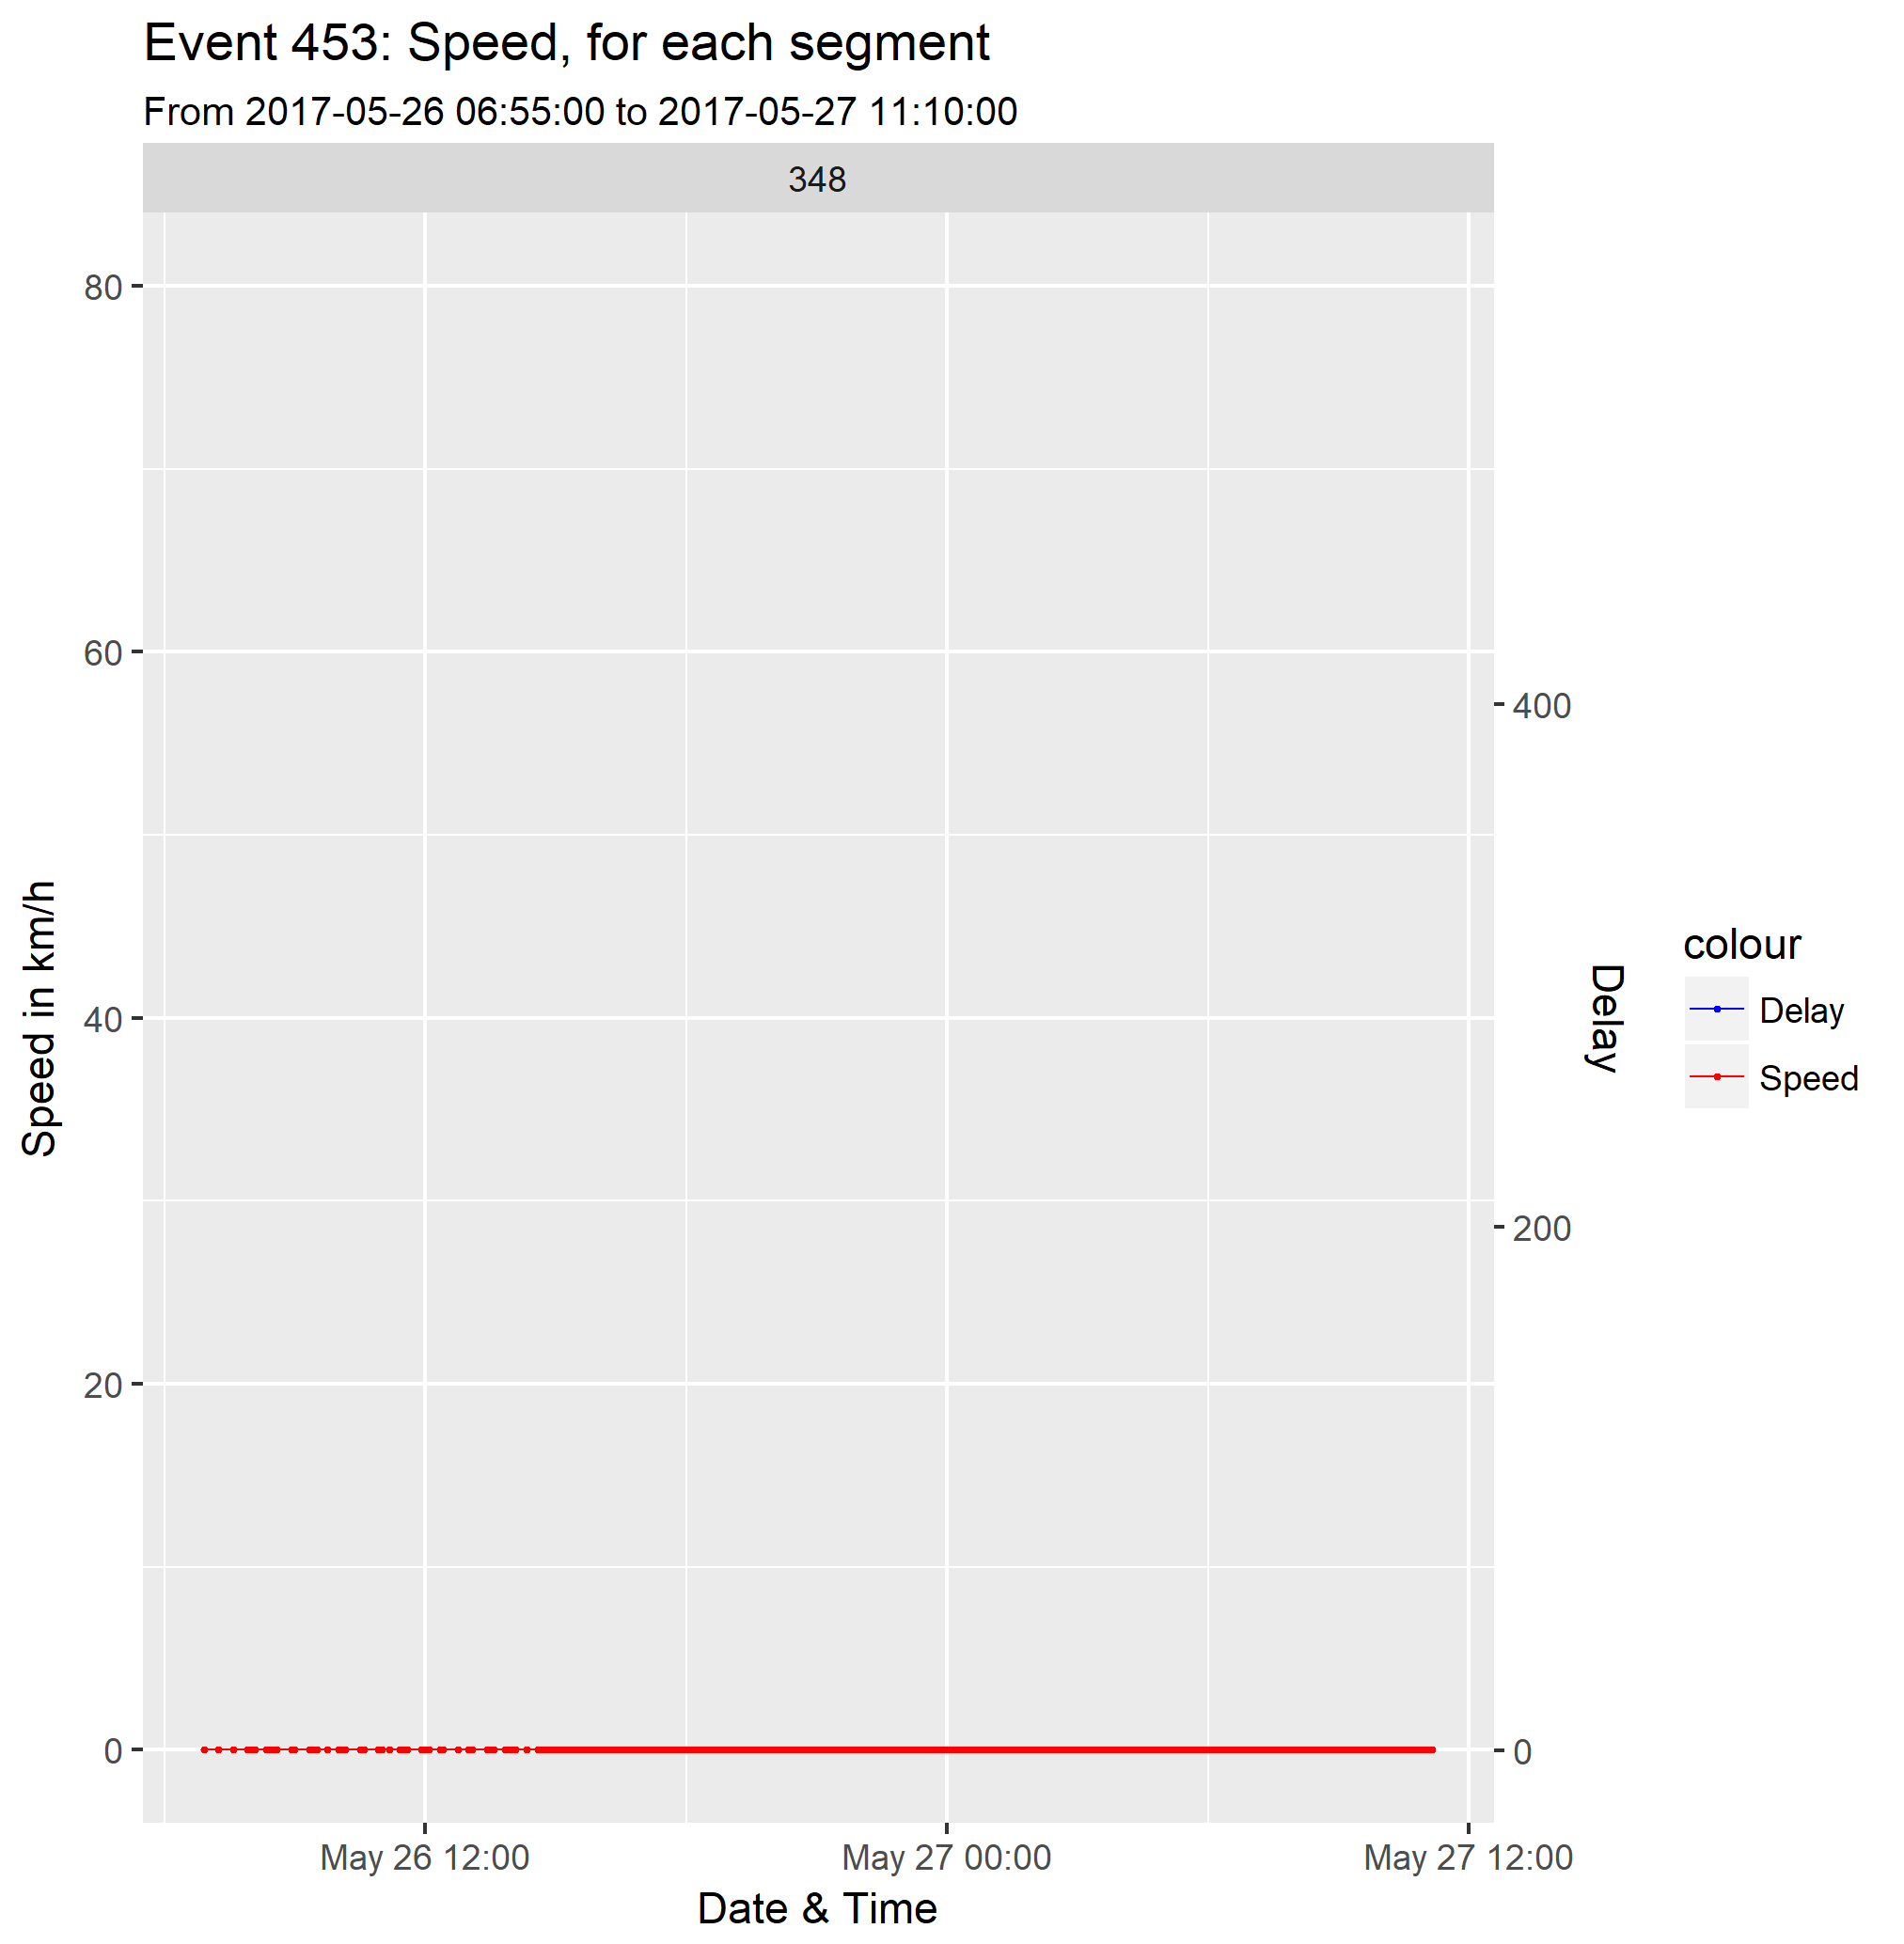 Event 453: Speed, for each segment
From 2017-05-26 06:55:00 to 2017-05-27 11:10:00
348
80
60
40
20
0
Speed in km/h
400
200
0
Delay
colour
Delay
Speed
May 26 12:00
May 27 00:00
May 27 12:00
Date & Time